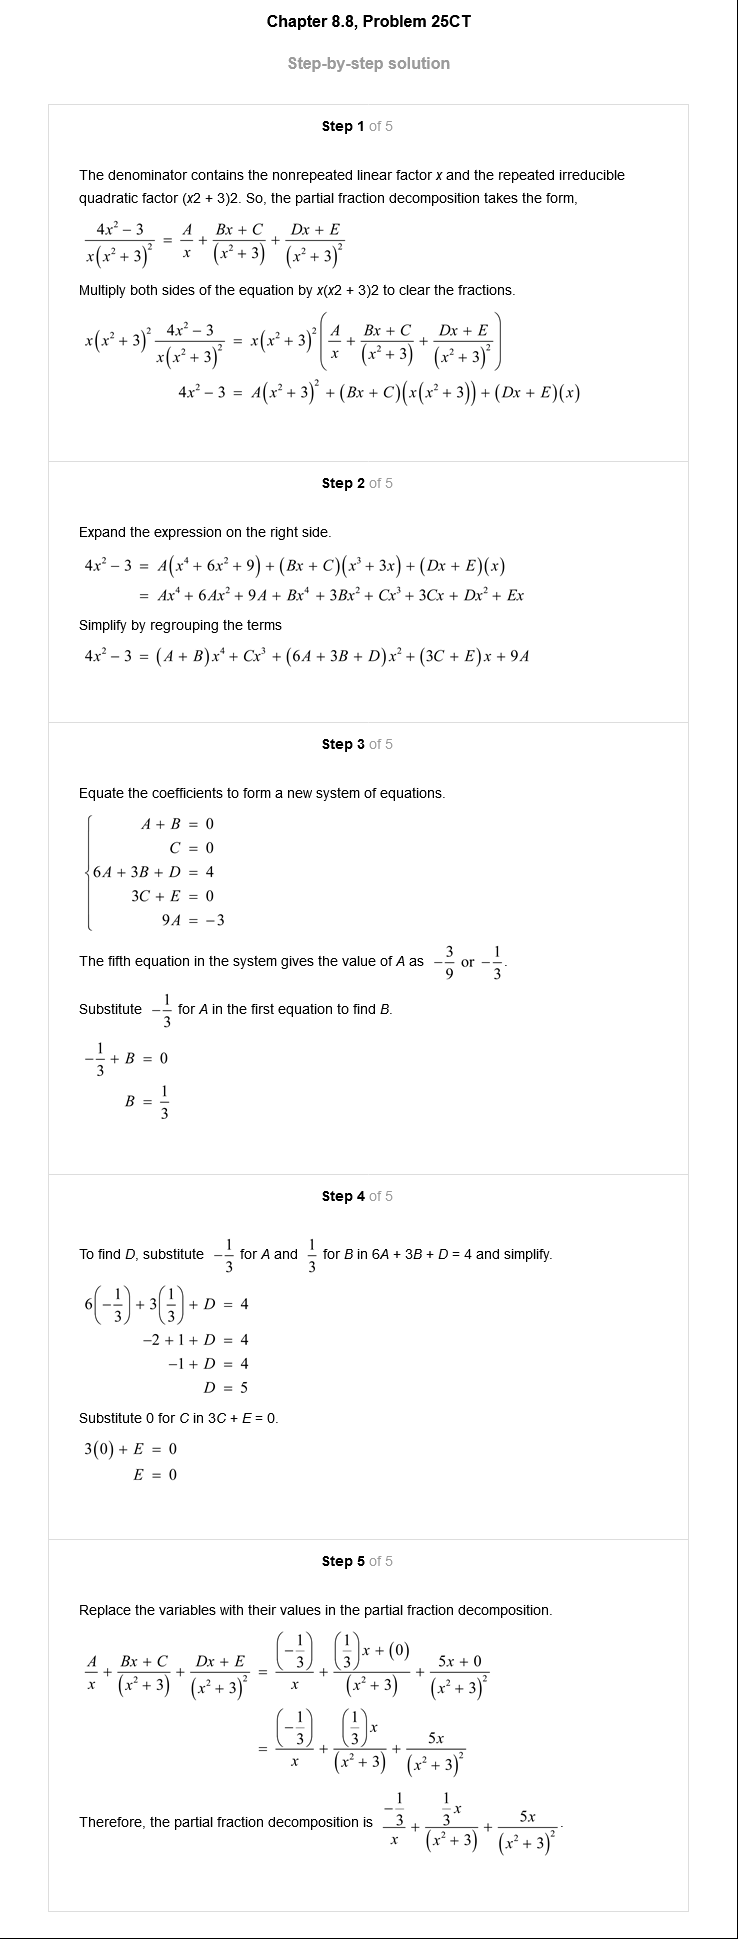 Chapter 8.8, Problem 25CT
Step-by-step solution
Step 1 of 5
The denominator contains the nonrepeated linear factor x and the repeated irreducible
quadratic factor (x2 + 3)2. So, the partial fraction decomposition takes the form,
\frac{4x^2 - 3}{x(x^2 + 3)^2} = \frac{A}{x} + \frac{Bx + C}{(x^2 + 3)} + \frac{Dx + E}{(x^2 + 3)^2}
Multiply both sides of the equation by x(x2 + 3)2 to clear the fractions.
x(x^2 + 3)^2 \frac{4x^2 - 3}{x(x^2 + 3)^2} = x(x^2 + 3)^2 \left( \frac{A}{x} + \frac{Bx + C}{(x^2 + 3)} + \frac{Dx + E}{(x^2 + 3)^2} \right)
4x^2 - 3 = A(x^2 + 3)^2 + (Bx + C)(x(x^2 + 3)) + (Dx + E)(x)
Step 2 of 5
Expand the expression on the right side.
4x^2 - 3 = A(x^4 + 6x^2 + 9) + (Bx + C)(x^3 + 3x) + (Dx + E)(x)
= Ax^4 + 6Ax^2 + 9A + Bx^4 + 3Bx^2 + Cx^3 + 3Cx + Dx^2 + Ex
Simplify by regrouping the terms
4x^2 - 3 = (A + B)x^4 + Cx^3 + (6A + 3B + D)x^2 + (3C + E)x + 9A
Step 3 of 5
Equate the coefficients to form a new system of equations.
A + B = 0
C = 0
6A + 3B + D = 4
3C + E = 0
9A = -3
The fifth equation in the system gives the value of A as -\frac{3}{9} or -\frac{1}{3}.
Substitute -\frac{1}{3} for A in the first equation to find B.
-\frac{1}{3} + B = 0
B = \frac{1}{3}
Step 4 of 5
To find D, substitute -\frac{1}{3} for A and \frac{1}{3} for B in 6A + 3B + D = 4 and simplify.
6\left(-\frac{1}{3}\right) + 3\left(\frac{1}{3}\right) + D = 4
-2 + 1 + D = 4
-1 + D = 4
D = 5
Substitute 0 for C in 3C + E = 0.
3(0) + E = 0
E = 0
Step 5 of 5
Replace the variables with their values in the partial fraction decomposition.
\frac{A}{x} + \frac{Bx + C}{(x^2 + 3)} + \frac{Dx + E}{(x^2 + 3)^2} = \frac{\left(-\frac{1}{3}\right)}{x} + \frac{\left(\frac{1}{3}\right)x + (0)}{(x^2 + 3)} + \frac{5x + 0}{(x^2 + 3)^2}
= \frac{\left(-\frac{1}{3}\right)}{x} + \frac{\left(\frac{1}{3}\right)x}{(x^2 + 3)} + \frac{5x}{(x^2 + 3)^2}
Therefore, the partial fraction decomposition is \frac{-\frac{1}{3}}{x} + \frac{\frac{1}{3}x}{(x^2 + 3)} + \frac{5x}{(x^2 + 3)^2}.